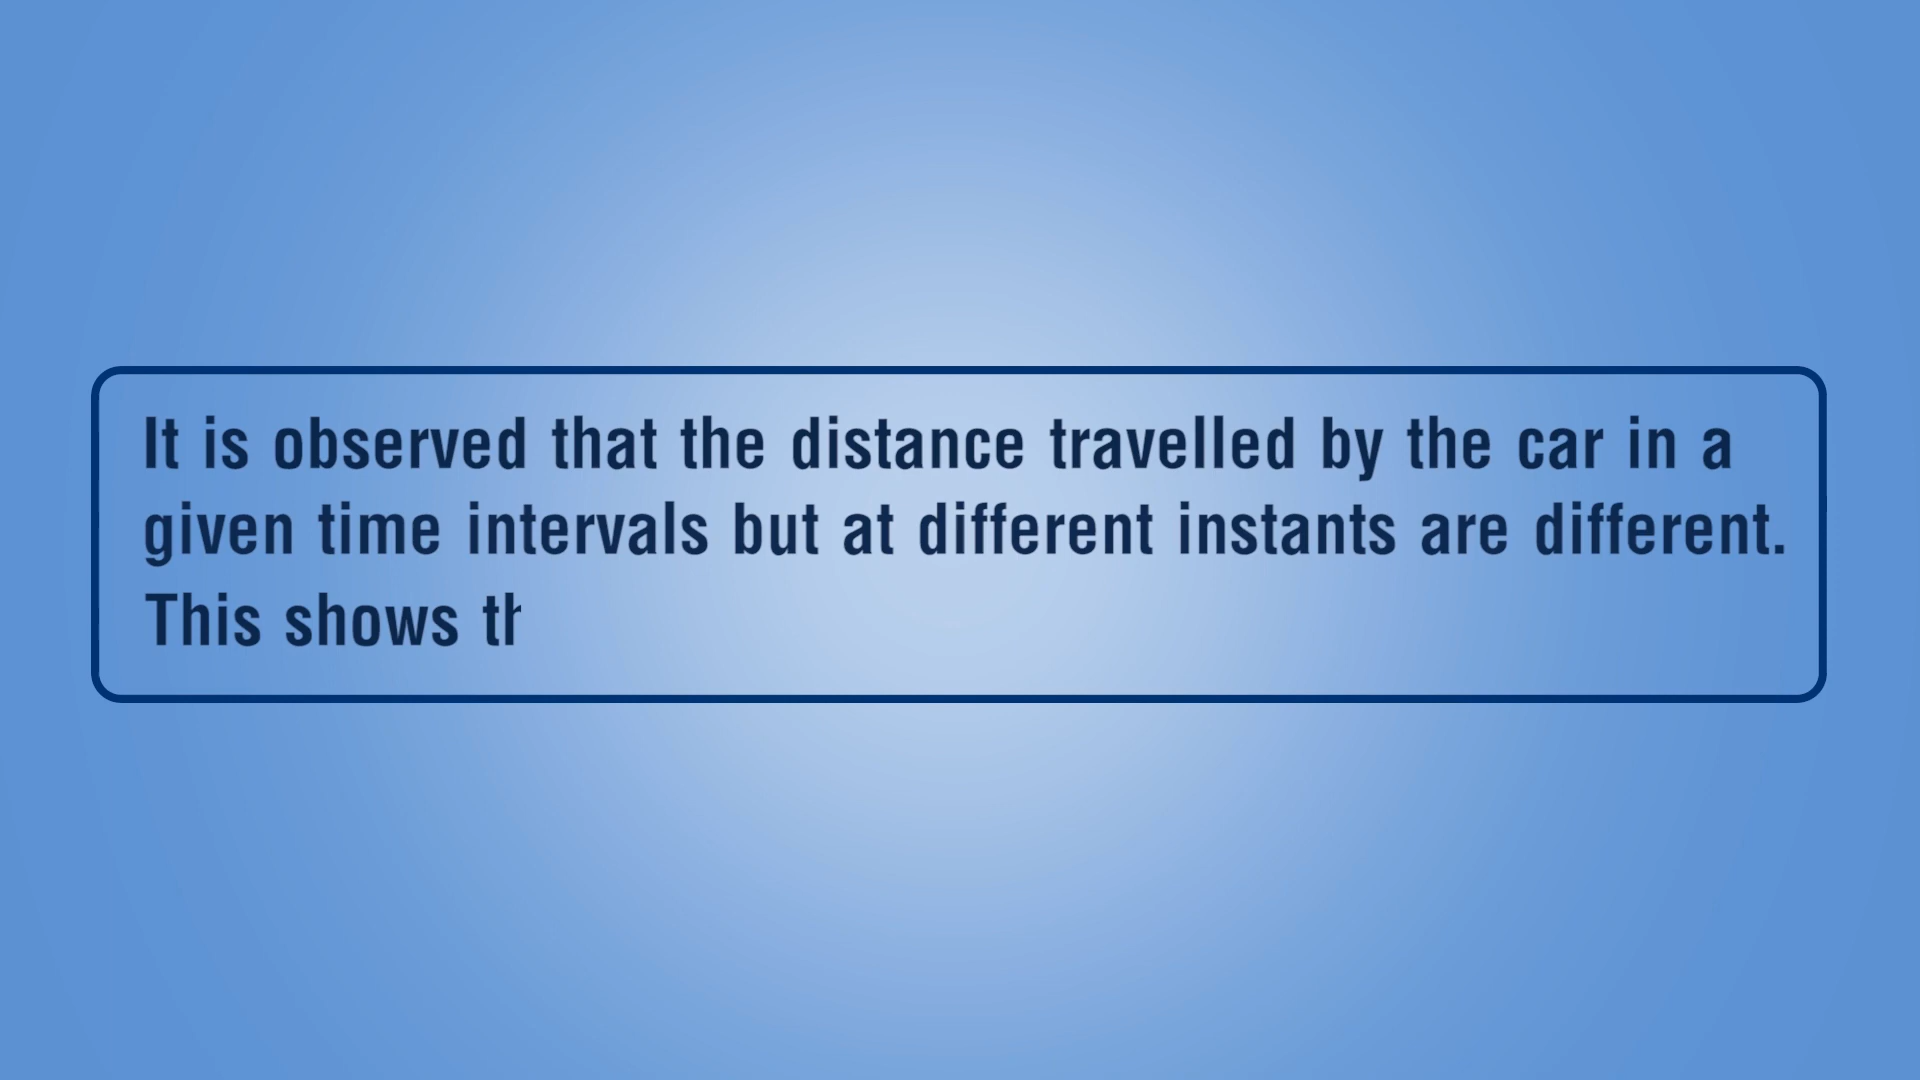 It is observed that the distance travelled by the car in a
given time intervals but at different instants are different.
This shows th